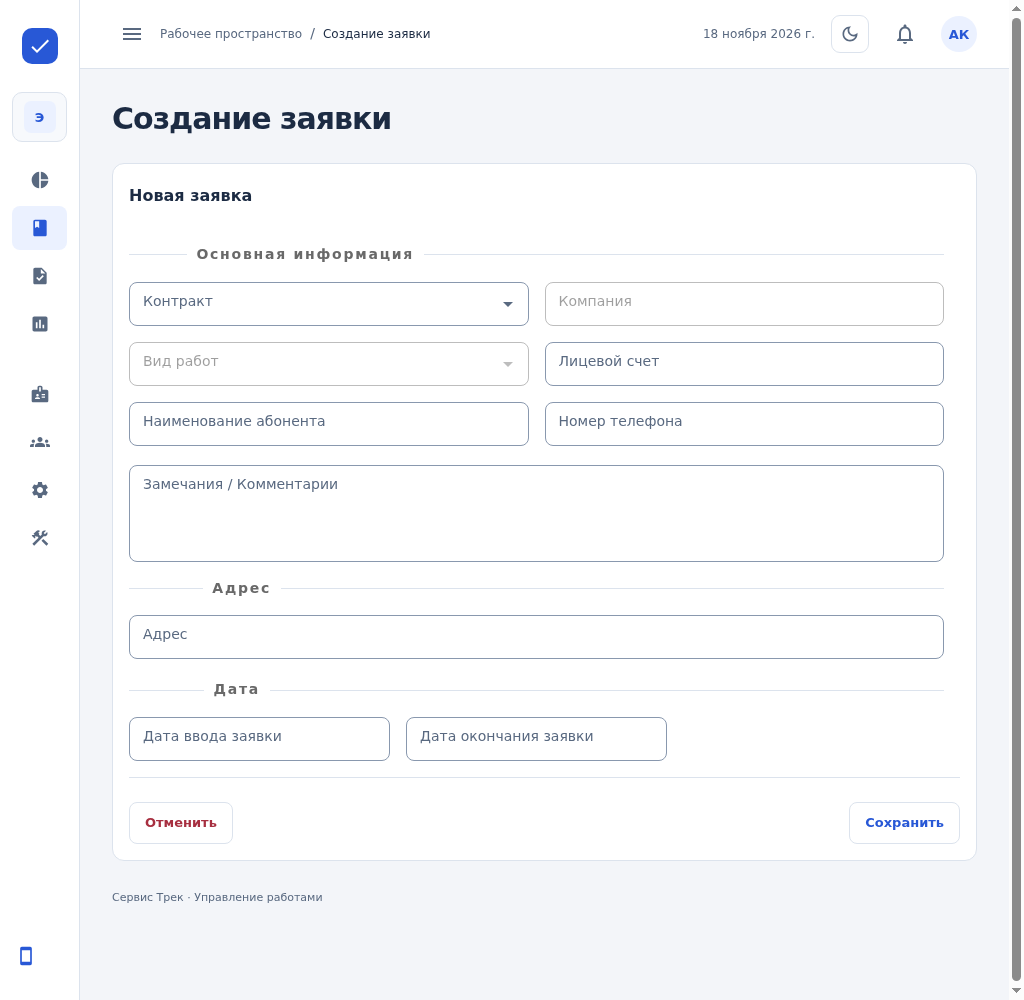 Рабочее пространство / Создание заявки
18 ноября 2026 г.
АК
Э
Создание заявки
Новая заявка
Основная информация
Контракт
Компания
Вид работ
Лицевой счет
Наименование абонента
Номер телефона
Замечания / Комментарии
Адрес
Адрес
Дата
Дата ввода заявки
Дата окончания заявки
Отменить
Сохранить
Сервис Трек · Управление работами